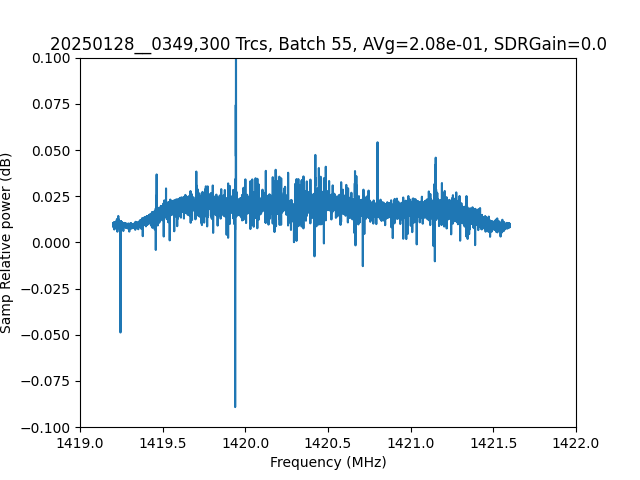 20250128__0349,300 Trcs, Batch 55, AVg=2.08e-01, SDRGain=0.0
0.100
0.075
0.050
0.025
0.000
−0.025
−0.050
−0.075
−0.100
Samp Relative power (dB)
1419.0 1419.5 1420.0 1420.5 1421.0 1421.5 1422.0
Frequency (MHz)